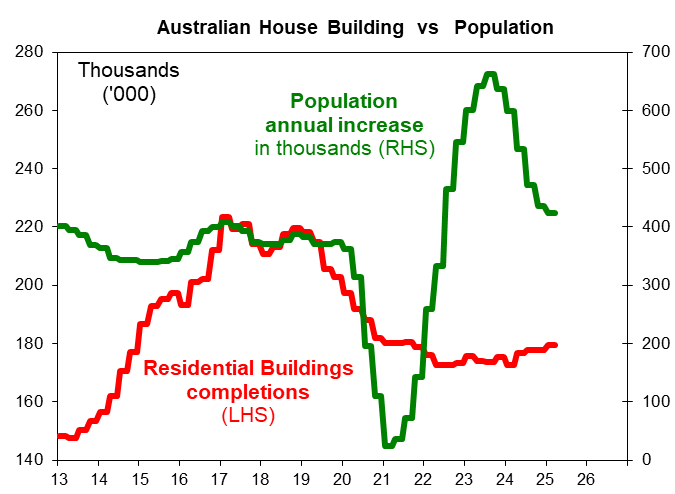 Australian House Building vs Population
280
260
240
220
200
180
160
140
Thousands
('000)
Population
annual increase
in thousands (RHS)
Residential Buildings
completions
(LHS)
700
600
500
400
300
200
100
0
13 14 15 16 17 18 19 20 21 22 23 24 25 26